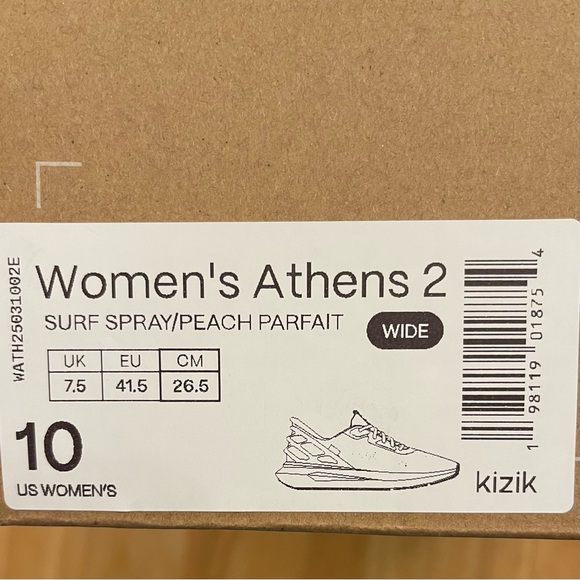 WATH25031002E
Women's Athens 2
SURF SPRAY/PEACH PARFAIT
WIDE
UK EU CM
7.5 41.5 26.5
10
US WOMEN'S
kizik
1 98119 01875 4